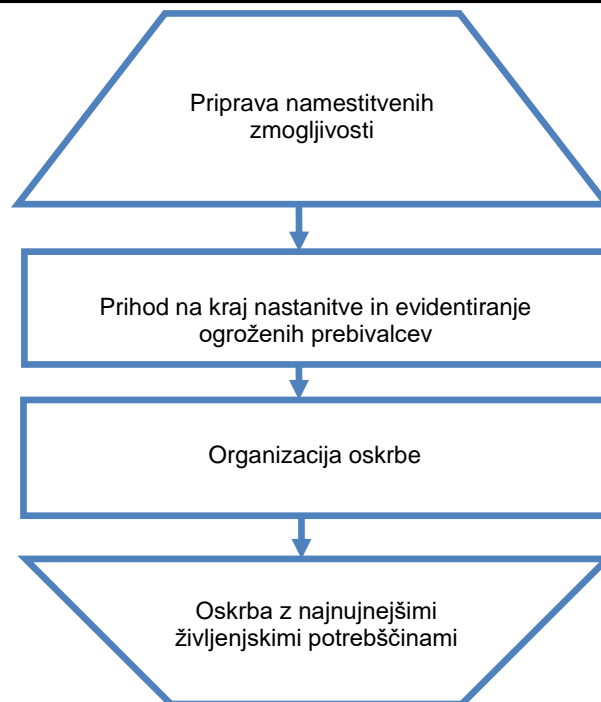 Priprava namestitvenih
zmogljivosti
Prihod na kraj nastanitve in evidentiranje
ogroženih prebivalcev
Organizacija oskrbe
Oskrba z najnujnejšimi
življenjskimi potrebščinami